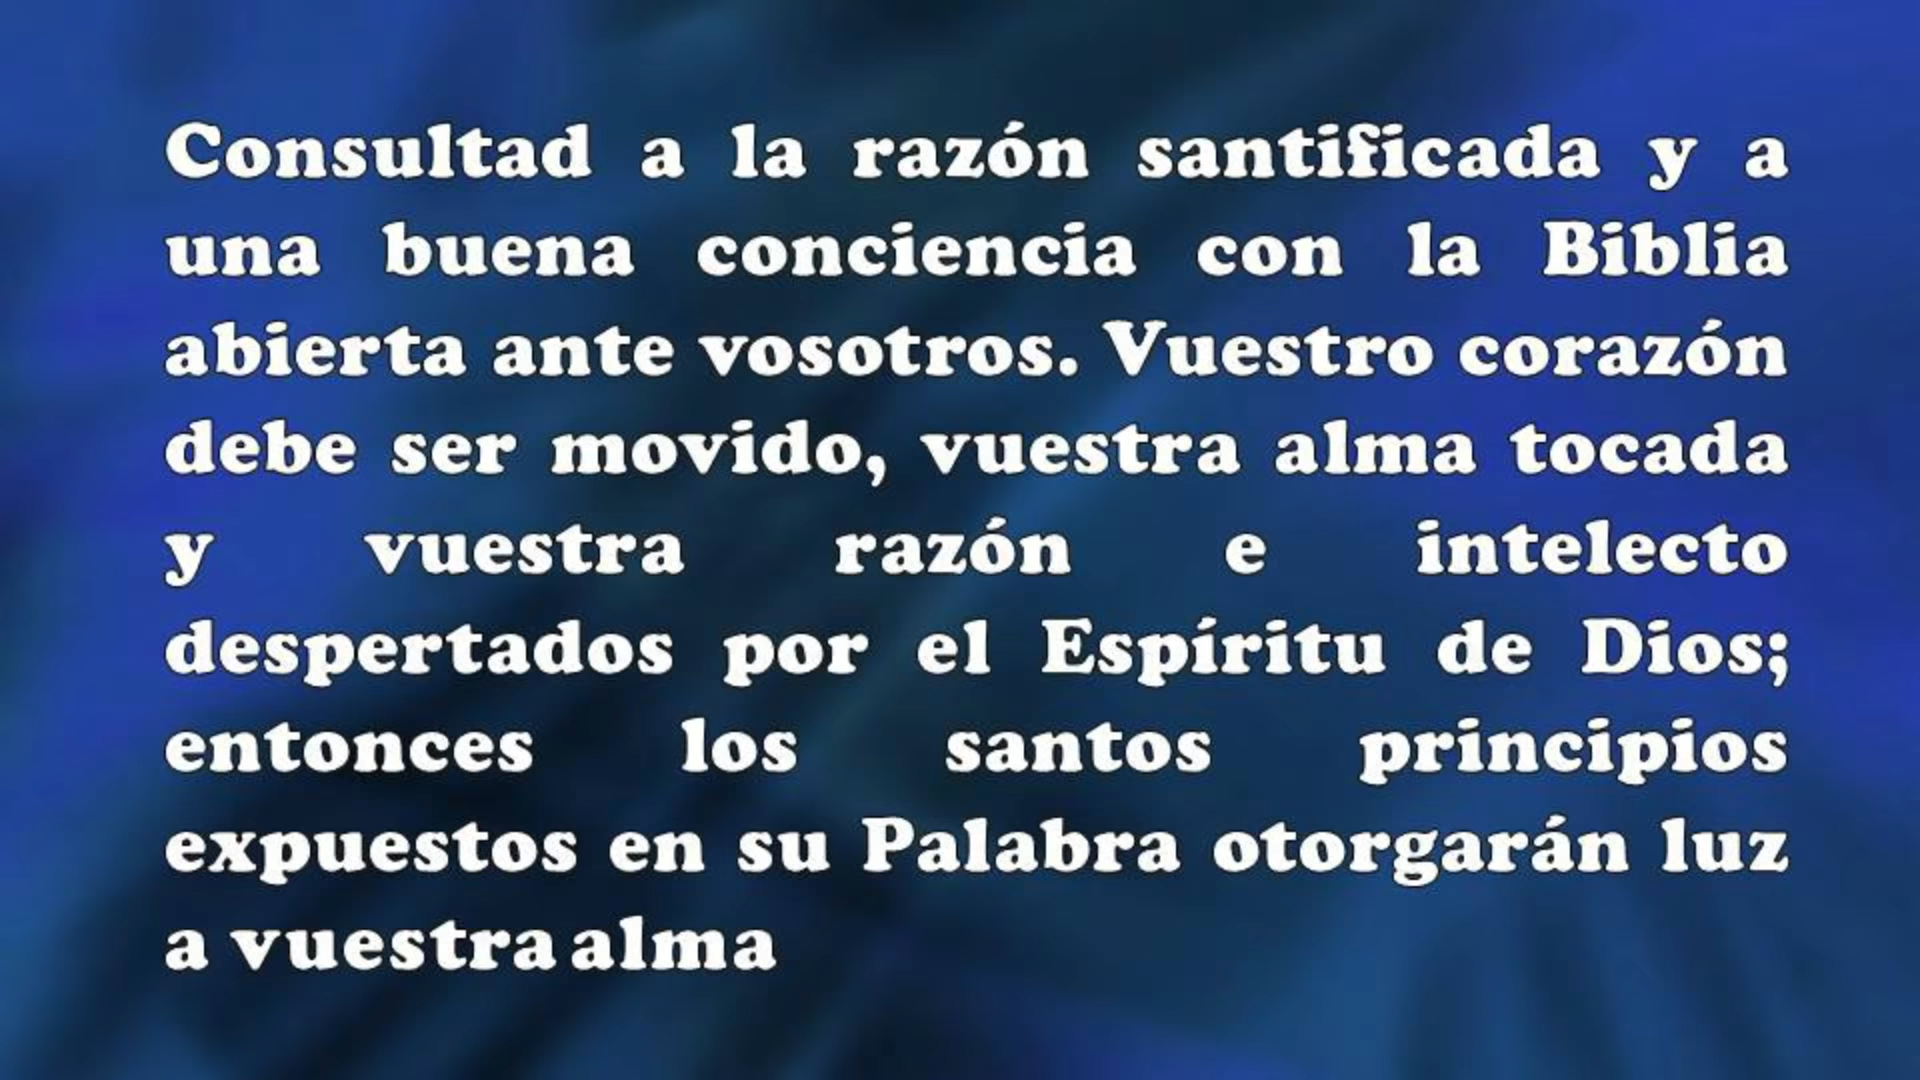 Consultad a la razón santificada y a
una buena conciencia con la Biblia
abierta ante vosotros. Vuestro corazón
debe ser movido, vuestra alma tocada
y vuestra razón e intelecto
despertados por el Espíritu de Dios;
entonces los santos principios
expuestos en su Palabra otorgarán luz
a vuestra alma